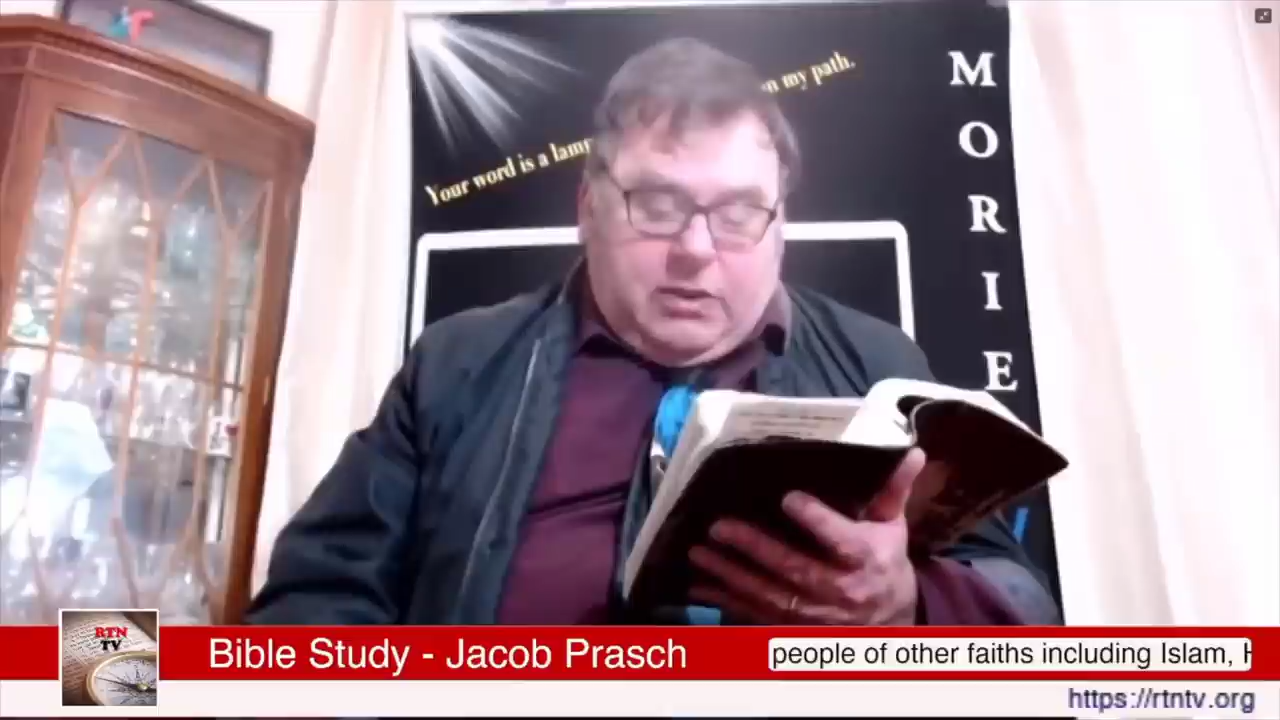 Your word is a lamp
n my path.
M
O
R
I
E
RTN
TV
Bible Study - Jacob Prasch
people of other faiths including Islam, H
https://rtntv.org